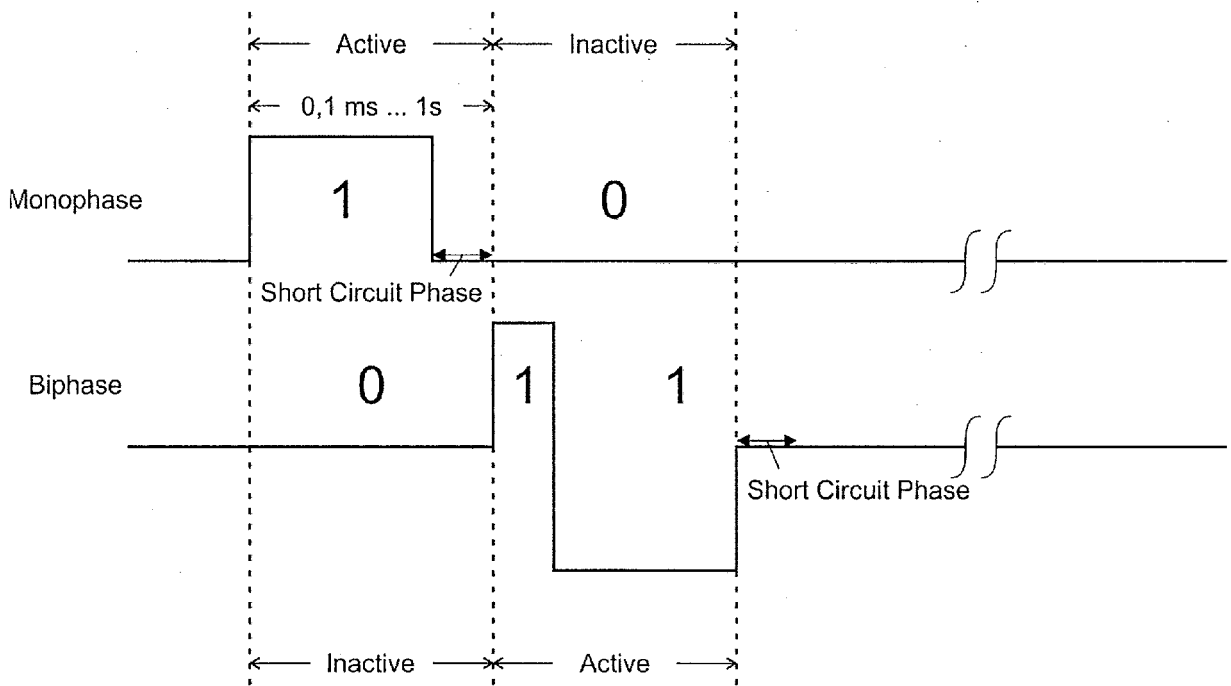 Active Inactive
0,1 ms ... 1s
Monophase 1 0
Short Circuit Phase
Biphase 0 1 1
Short Circuit Phase
Inactive Active